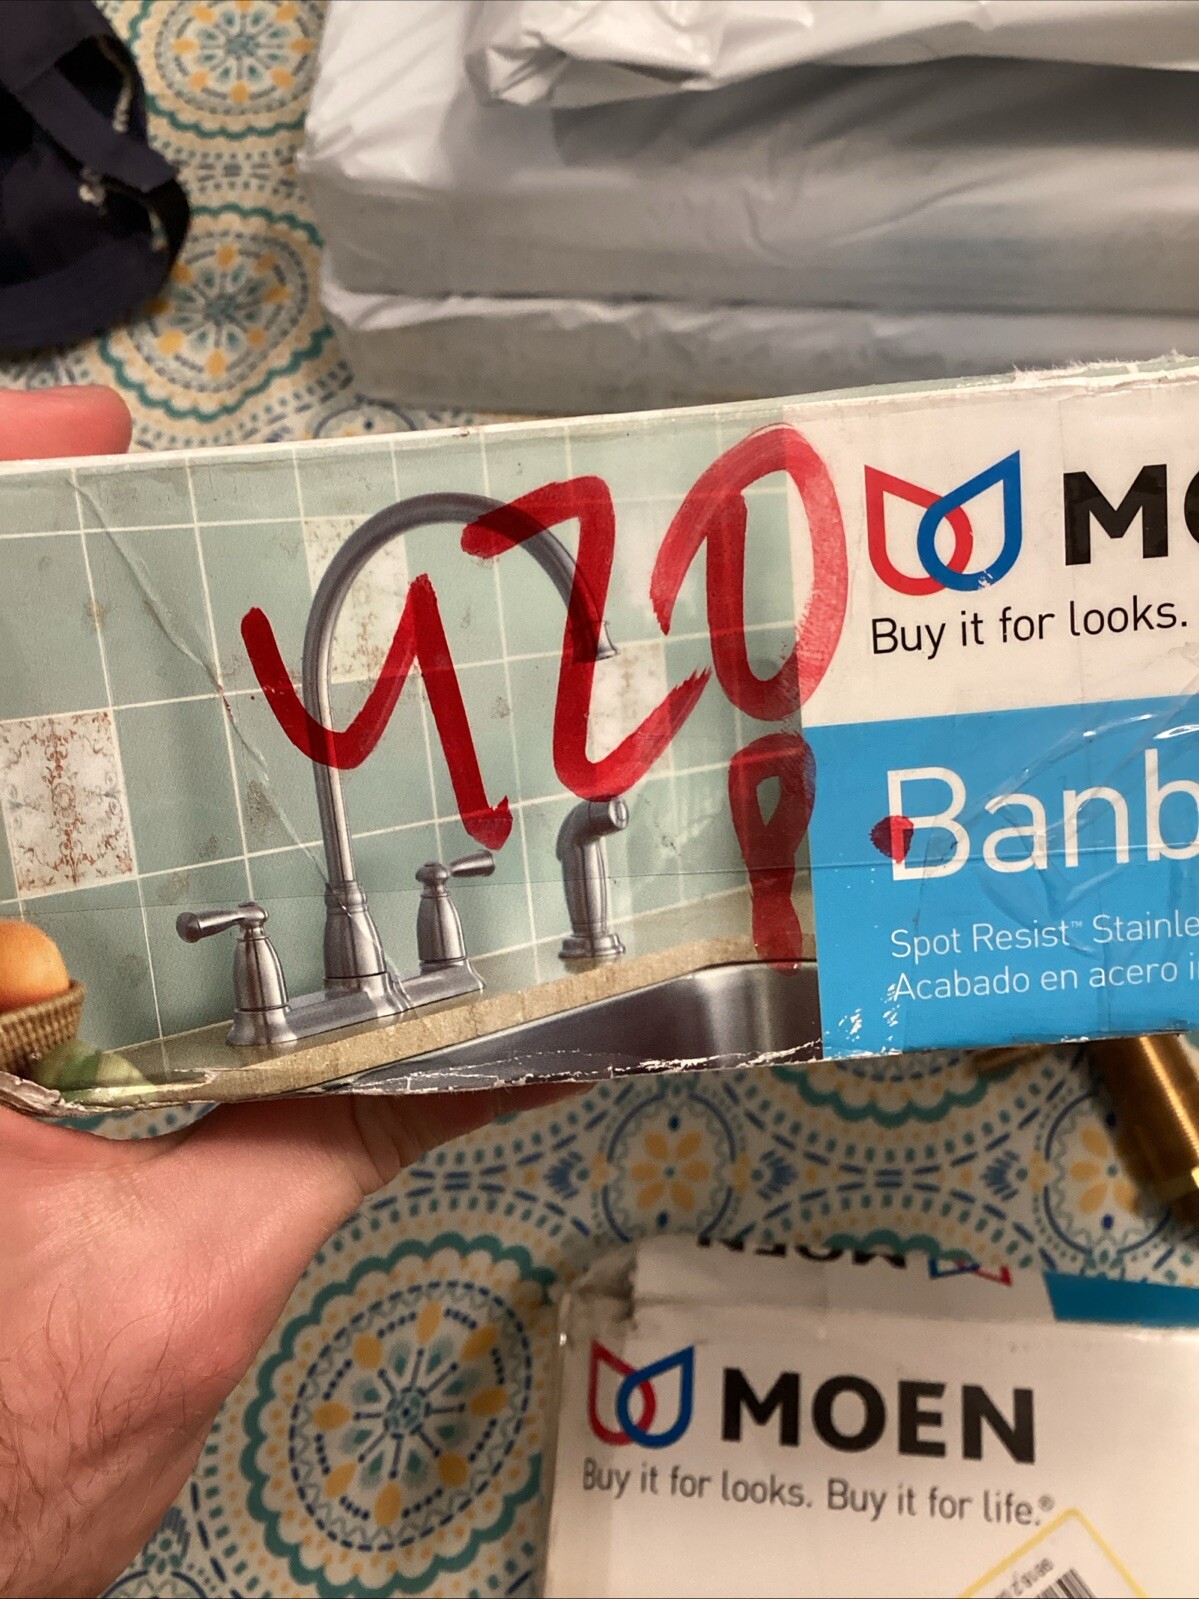 420
MO
Buy it for looks.
Banb
Spot Resist™ Stainle
Acabado en acero i
MOEN
MOEN
Buy it for looks. Buy it for life.®